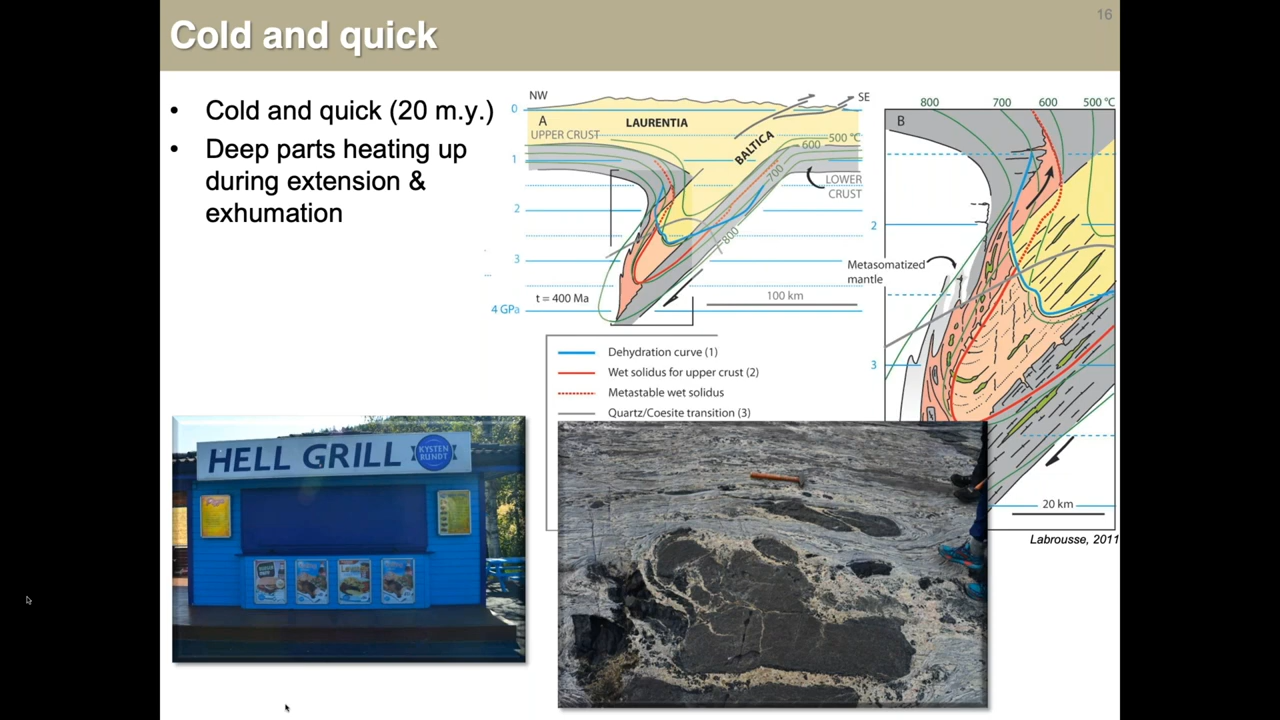 16
Cold and quick
• Cold and quick (20 m.y.)
• Deep parts heating up
during extension &
exhumation
NW
SE
0
A
LAURENTIA
UPPER CRUST
BALTICA
500 °C
600
700
800
1
LOWER
CRUST
2
3
4 GPa
t = 400 Ma
100 km
Dehydration curve (1)
Wet solidus for upper crust (2)
Metastable wet solidus
Quartz/Coesite transition (3)
800
700
600
500 °C
B
2
Metasomatized
mantle
3
20 km
Labrousse, 2011
HELL GRILL
KYSTEN
RUNDT